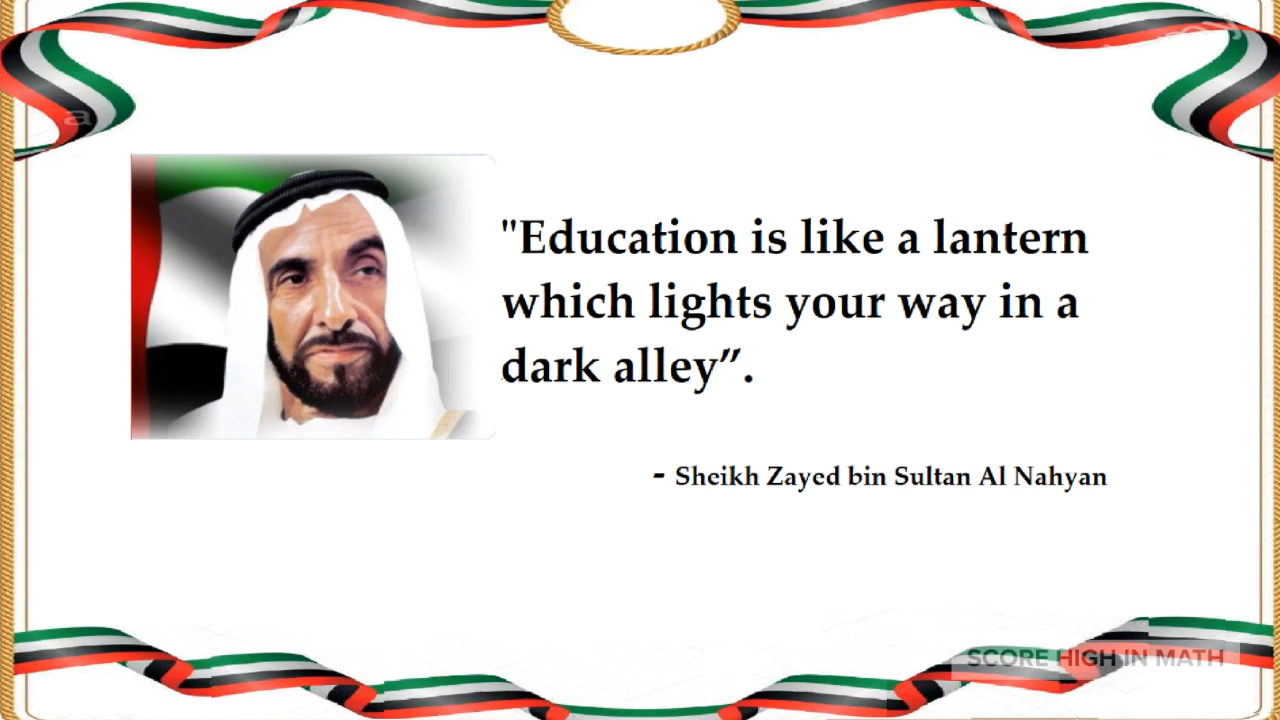 "Education is like a lantern
which lights your way in a
dark alley”.
- Sheikh Zayed bin Sultan Al Nahyan
SCORE HIGH IN MATH